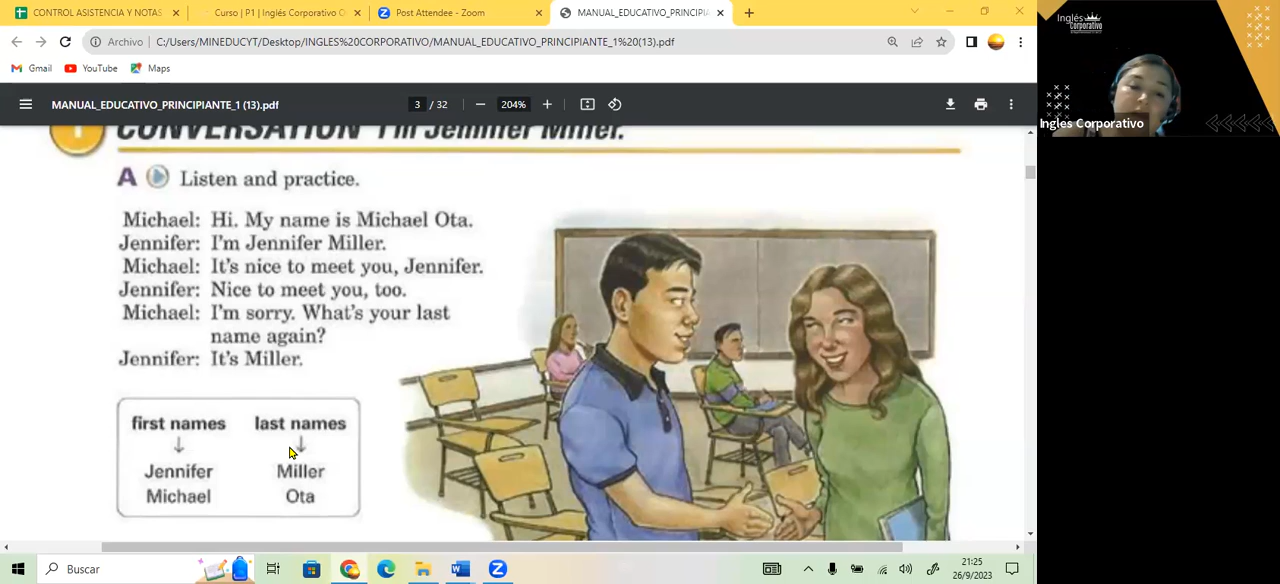 CONTROL ASISTENCIA Y NOTAS
Curso | P1 | Inglés Corporativo O
Post Attendee - Zoom
MANUAL_EDUCATIVO_PRINCIPI
Archivo
C:/Users/MINEDUCYT/Desktop/INGLES%20CORPORATIVO/MANUAL_EDUCATIVO_PRINCIPIANTE_1%20(13).pdf
Gmail
YouTube
Maps
MANUAL_EDUCATIVO_PRINCIPIANTE_1 (13).pdf
3 / 32
204%
CONVERSATION I'm Jennifer Miller.
A Listen and practice.
Michael: Hi. My name is Michael Ota.
Jennifer: I'm Jennifer Miller.
Michael: It's nice to meet you, Jennifer.
Jennifer: Nice to meet you, too.
Michael: I'm sorry. What's your last
name again?
Jennifer: It's Miller.
first names last names
Jennifer Miller
Michael Ota
Inglés
Corporativo
Ingles Corporativo
Buscar
21:25
26/9/2023